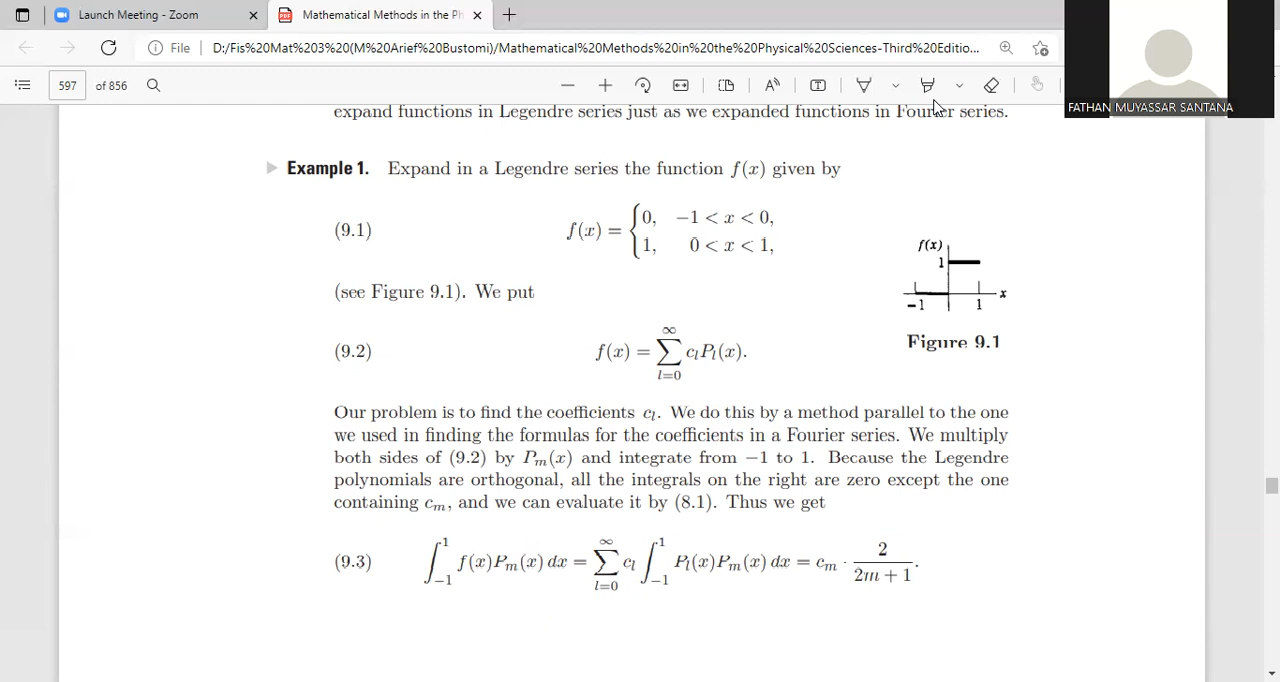 Launch Meeting - Zoom
Mathematical Methods in the Ph
File
D:/Fis%20Mat%203%20(M%20Arief%20Bustomi)/Mathematical%20Methods%20in%20the%20Physical%20Sciences-Third%20Editio...
597 of 856
FATHAN MUYASSAR SANTANA
expand functions in Legendre series just as we expanded functions in Fourier series.
Example 1. Expand in a Legendre series the function f(x) given by
(9.1) f(x) = { 0, −1 < x < 0,
1, 0 < x < 1,
f(x)
1
x
−1 1
Figure 9.1
(see Figure 9.1). We put
(9.2) f(x) = ∑_{l=0}^{∞} c_l P_l(x).
Our problem is to find the coefficients c_l. We do this by a method parallel to the one
we used in finding the formulas for the coefficients in a Fourier series. We multiply
both sides of (9.2) by P_m(x) and integrate from −1 to 1. Because the Legendre
polynomials are orthogonal, all the integrals on the right are zero except the one
containing c_m, and we can evaluate it by (8.1). Thus we get
(9.3) ∫_{−1}^{1} f(x)P_m(x) dx = ∑_{l=0}^{∞} c_l ∫_{−1}^{1} P_l(x)P_m(x) dx = c_m · 2/(2m + 1).